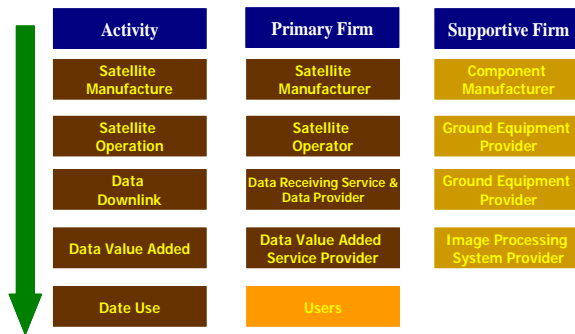 Activity
Primary Firm
Supportive Firm
Satellite
Manufacture
Satellite
Manufacturer
Component
Manufacturer
Satellite
Operation
Satellite
Operator
Ground Equipment
Provider
Data
Downlink
Data Receiving Service &
Data Provider
Ground Equipment
Provider
Data Value Added
Data Value Added
Service Provider
Image Processing
System Provider
Date Use
Users